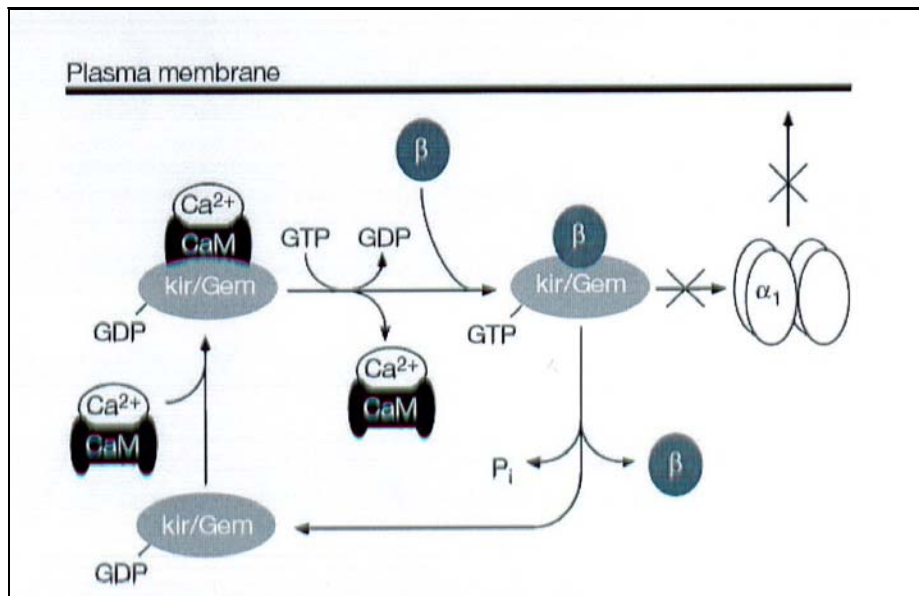 Plasma membrane
β
Ca²⁺
CaM
kir/Gem
GDP
GTP
GDP
β
kir/Gem
GTP
α₁
Ca²⁺
CaM
Ca²⁺
CaM
Pᵢ
β
kir/Gem
GDP